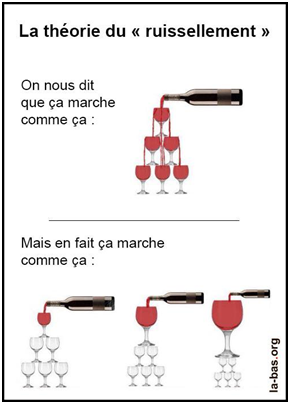 La théorie du « ruissellement »
On nous dit
que ça marche
comme ça :
Mais en fait ça marche
comme ça :
la-bas.org